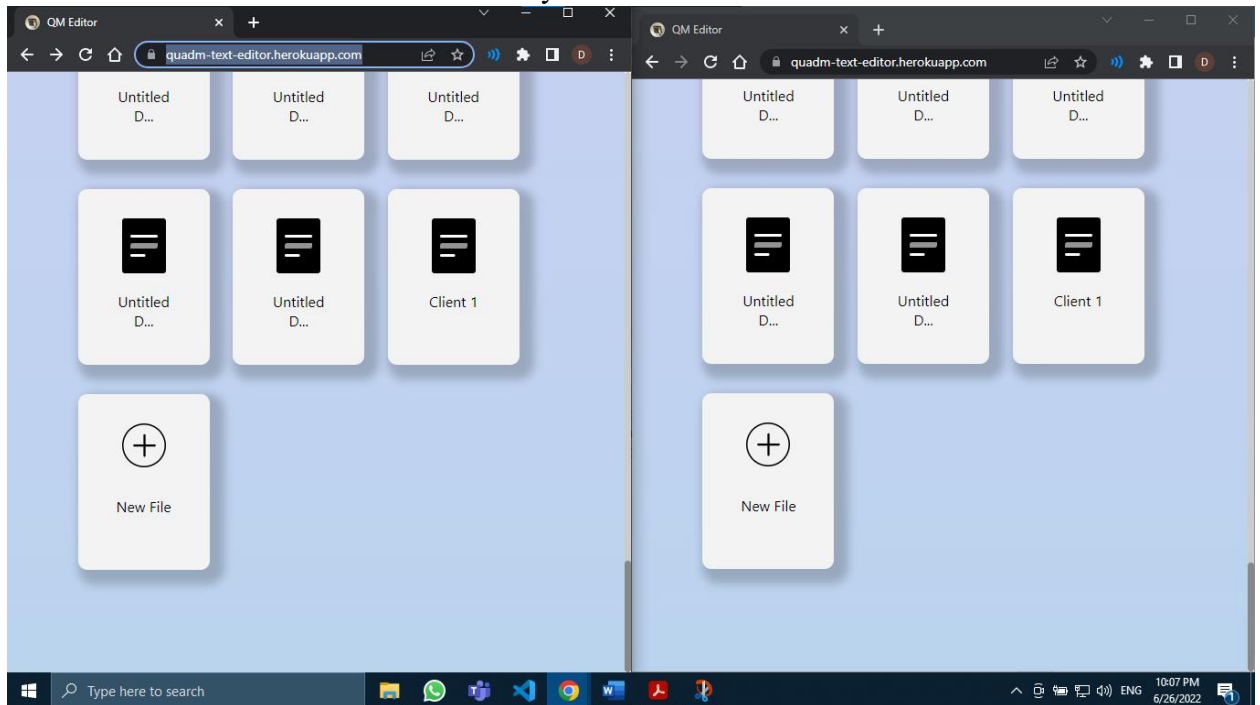 QM Editor
quadm-text-editor.herokuapp.com
D
Untitled
D...
Untitled
D...
Untitled
D...
Untitled
D...
Untitled
D...
Client 1
New File
QM Editor
quadm-text-editor.herokuapp.com
D
Untitled
D...
Untitled
D...
Untitled
D...
Untitled
D...
Untitled
D...
Client 1
New File
Type here to search
ENG
10:07 PM
6/26/2022